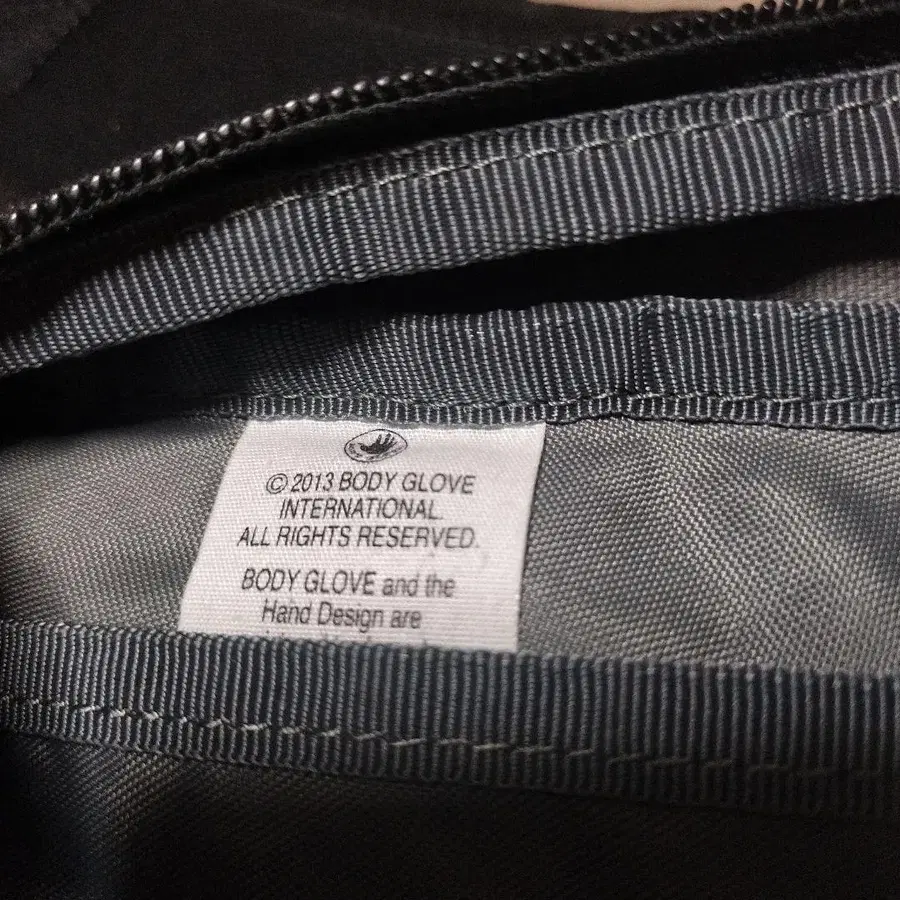 © 2013 BODY GLOVE
INTERNATIONAL.
ALL RIGHTS RESERVED.
BODY GLOVE and the
Hand Design are